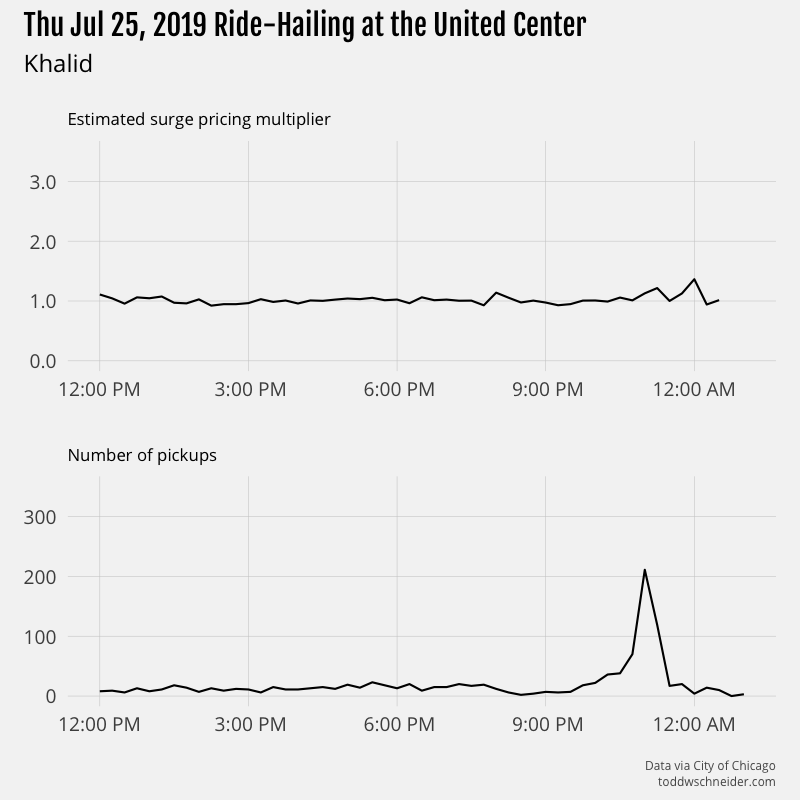 Thu Jul 25, 2019 Ride-Hailing at the United Center
Khalid
Estimated surge pricing multiplier
3.0
2.0
1.0
0.0
12:00 PM 3:00 PM 6:00 PM 9:00 PM 12:00 AM
Number of pickups
300
200
100
0
12:00 PM 3:00 PM 6:00 PM 9:00 PM 12:00 AM
Data via City of Chicago
toddwschneider.com